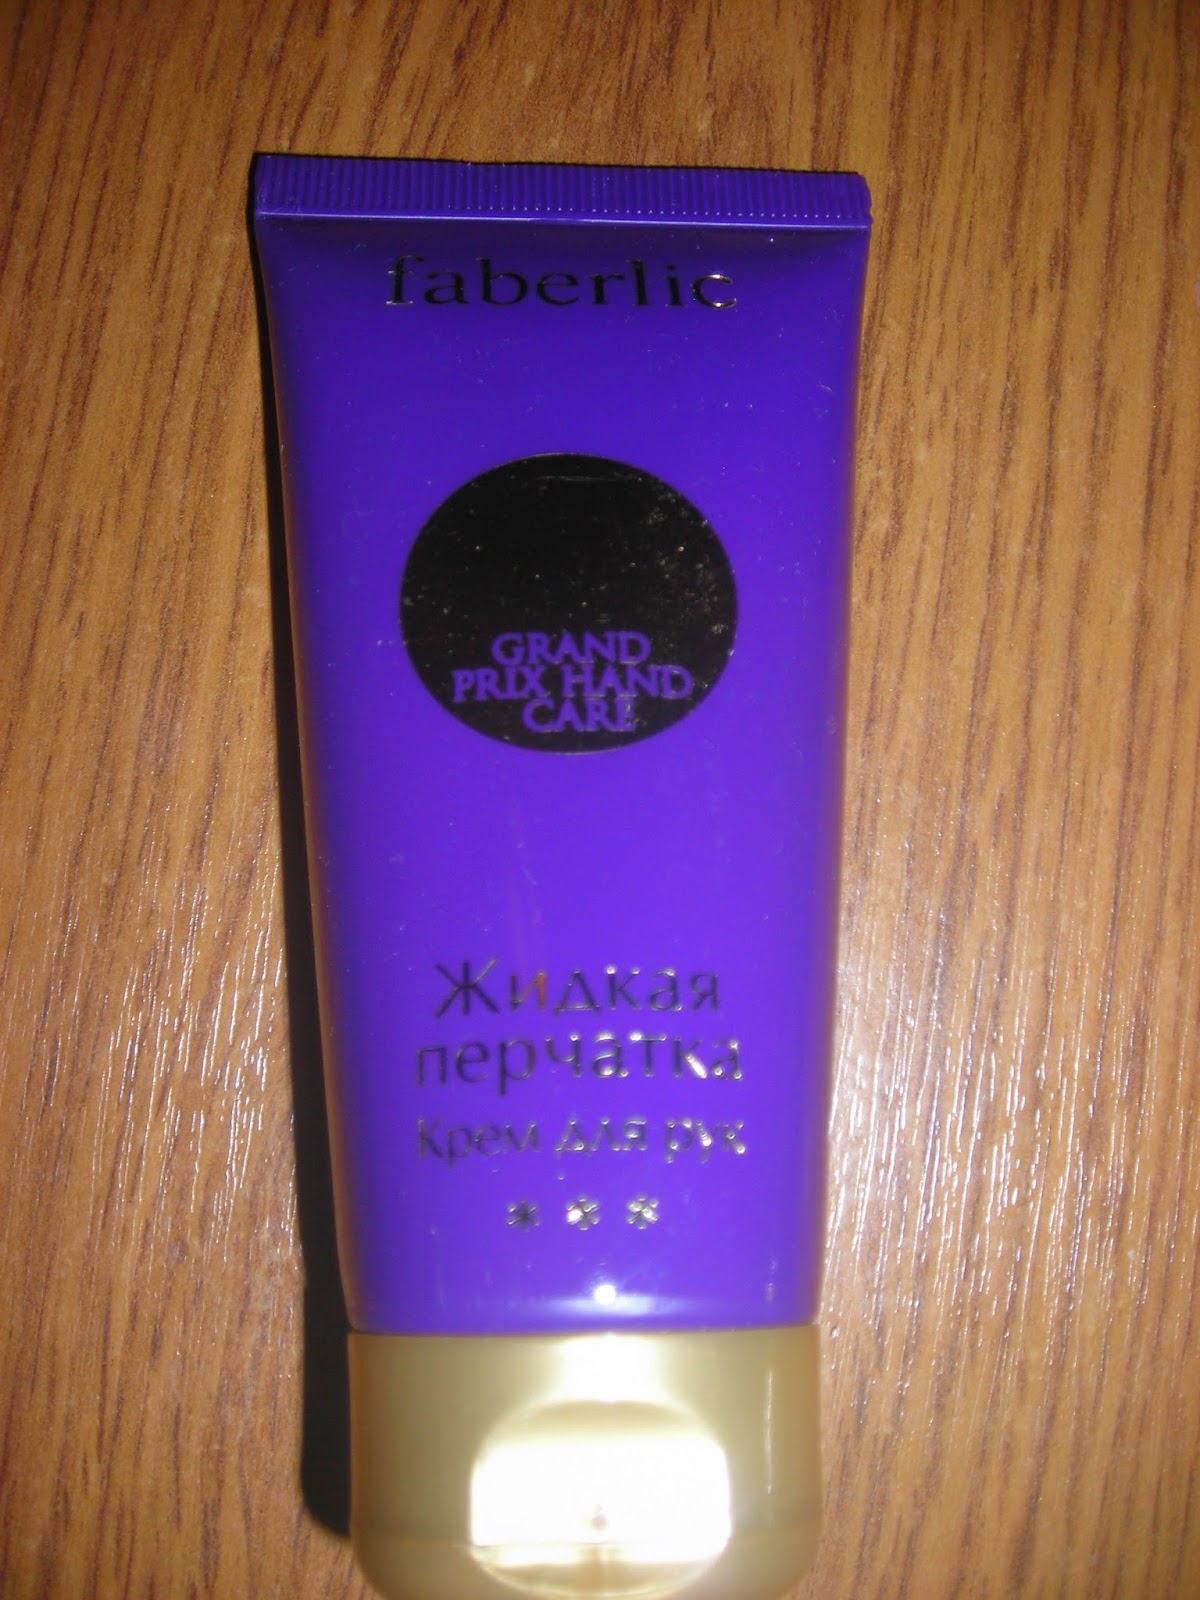 faberlic
GRAND
PRIX HAND
CARE
Жидкая
перчатка
Крем для рук
* * *